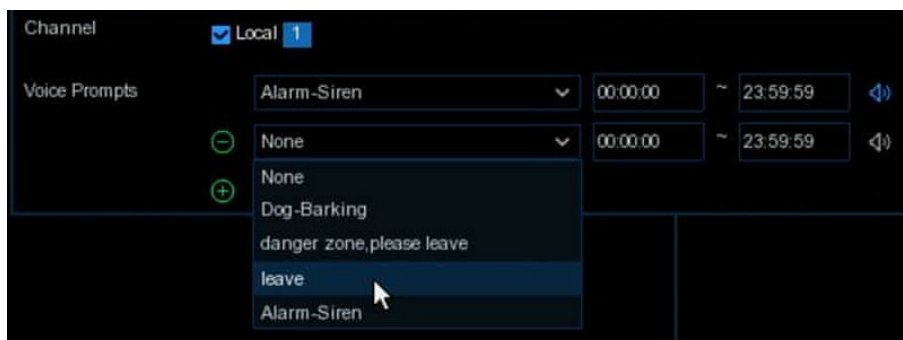 Channel Local 1
Voice Prompts Alarm-Siren 00:00:00 ~ 23:59:59
None 00:00:00 ~ 23:59:59
None
Dog-Barking
danger zone,please leave
leave
Alarm-Siren